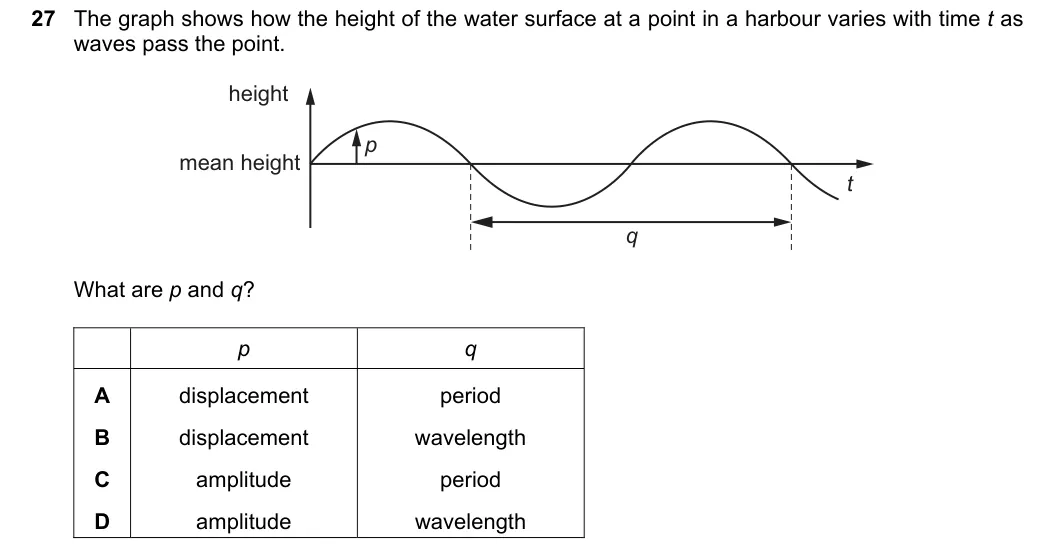 27 The graph shows how the height of the water surface at a point in a harbour varies with time t as
waves pass the point.
height
p
mean height
t
q
What are p and q?
p q
A displacement period
B displacement wavelength
C amplitude period
D amplitude wavelength